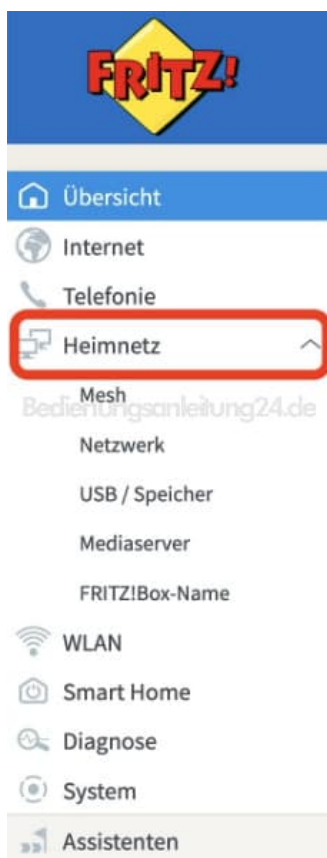 FRITZ!
Übersicht
Internet
Telefonie
Heimnetz
Mesh
Bedienungsanleitung24.de
Netzwerk
USB / Speicher
Mediaserver
FRITZ!Box-Name
WLAN
Smart Home
Diagnose
System
Assistenten